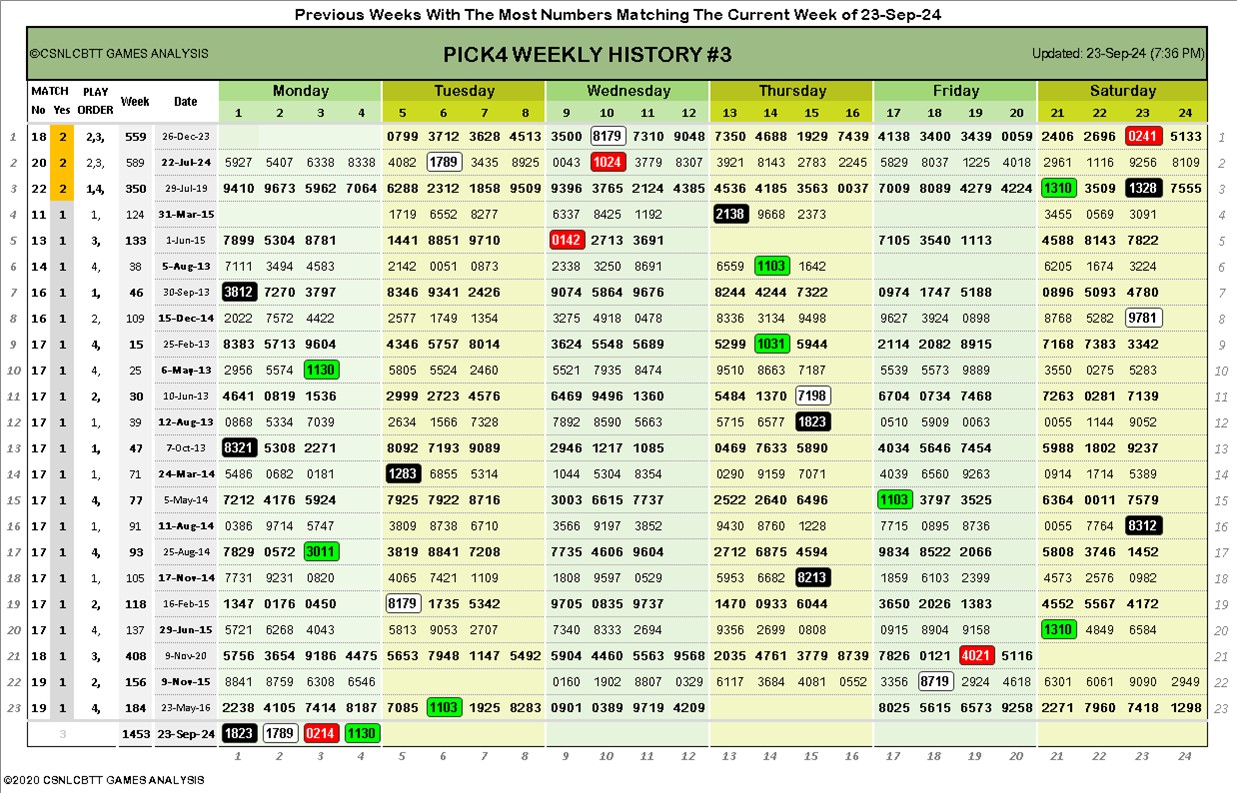 Previous Weeks With The Most Numbers Matching The Current Week of 23-Sep-24
©CSNLCBTT GAMES ANALYSIS PICK4 WEEKLY HISTORY #3 Updated: 23-Sep-24 (7:36 PM)
MATCH PLAY Week Date Monday Tuesday Wednesday Thursday Friday Saturday
No Yes ORDER 1 2 3 4 5 6 7 8 9 10 11 12 13 14 15 16 17 18 19 20 21 22 23 24
1 18 2 2,3, 559 26-Dec-23 0799 3712 3628 4513 3500 8179 7310 9048 7350 4688 1929 7439 4138 3400 3439 0059 2406 2696 0241 5133 1
2 20 2 2,3, 589 22-Jul-24 5927 5407 6338 8338 4082 1789 3435 8925 0043 1024 3779 8307 3921 8143 2783 2245 5829 8037 1225 4018 2961 1116 9256 8109 2
3 22 2 1,4, 350 29-Jul-19 9410 9673 5962 7064 6288 2312 1858 9509 9396 3765 2124 4385 4536 4185 3563 0037 7009 8089 4279 4224 1310 3509 1328 7555 3
4 11 1 1, 124 31-Mar-15 1719 6552 8277 6337 8425 1192 2138 9668 2373 3455 0569 3091 4
5 13 1 3, 133 1-Jun-15 7899 5304 8781 1441 8851 9710 0142 2713 3691 7105 3540 1113 4588 8143 7822 5
6 14 1 4, 38 5-Aug-13 7111 3494 4583 2142 0051 0873 2338 3250 8691 6559 1103 1642 6205 1674 3224 6
7 16 1 1, 46 30-Sep-13 3812 7270 3797 8346 9341 2426 9074 5864 9676 8244 4244 7322 0974 1747 5188 0896 5093 4780 7
8 16 1 2, 109 15-Dec-14 2022 7572 4422 2577 1749 1354 3275 4918 0478 8336 3134 9498 9627 3924 0898 8768 5282 9781 8
9 17 1 4, 15 25-Feb-13 8383 5713 9604 4346 5757 8014 3624 5548 5689 5299 1031 5944 2114 2082 8915 7168 7383 3342 9
10 17 1 4, 25 6-May-13 2956 5574 1130 5805 5524 2460 5521 7935 8474 9510 8663 7187 5539 5573 9889 3550 0275 5283 10
11 17 1 2, 30 10-Jun-13 4641 0819 1536 2999 2723 4576 6469 9496 1360 5484 1370 7198 6704 0734 7468 7263 0281 7139 11
12 17 1 1, 39 12-Aug-13 0868 5334 7039 2634 1566 7328 7892 8590 5663 5715 6577 1823 0510 5909 0063 0055 1144 9052 12
13 17 1 1, 47 7-Oct-13 8321 5308 2271 8092 7193 9089 2946 1217 1085 0469 7633 5890 4034 5646 7454 5988 1802 9237 13
14 17 1 1, 71 24-Mar-14 5486 0682 0181 1283 6855 5314 1044 5304 8354 0290 9159 7071 4039 6560 9263 0914 1714 5389 14
15 17 1 4, 77 5-May-14 7212 4176 5924 7925 7922 8716 3003 6615 7737 2522 2640 6496 1103 3797 3525 6364 0011 7579 15
16 17 1 1, 91 11-Aug-14 0386 9714 5747 3809 8738 6710 3566 9197 3852 9430 8760 1228 7715 0895 8736 0055 7764 8312 16
17 17 1 4, 93 25-Aug-14 7829 0572 3011 3819 8841 7208 7735 4606 9604 2712 6875 4594 9834 8522 2066 5808 3746 1452 17
18 17 1 1, 105 17-Nov-14 7731 9231 0820 4065 7421 1109 1808 9597 0529 5953 6682 8213 1859 6103 2399 4573 2576 0982 18
19 17 1 2, 118 16-Feb-15 1347 0176 0450 8179 1735 5342 9705 0835 9737 1470 0933 6044 3650 2026 1383 4552 5567 4172 19
20 17 1 4, 137 29-Jun-15 5721 6268 4043 5813 9053 2707 7340 8333 2694 9356 2699 0808 0915 8904 9158 1310 4849 6584 20
21 18 1 3, 408 9-Nov-20 5756 3654 9186 4475 5653 7948 1147 5492 5904 4460 5563 9568 2035 4761 3779 8739 7826 0121 4021 5116 21
22 19 1 2, 156 9-Nov-15 8841 8759 6308 6546 0160 1902 8807 0329 6117 3684 4081 0552 3356 8719 2924 4618 6301 6061 9090 2949 22
23 19 1 4, 184 23-May-16 2238 4105 7414 8187 7085 1103 1925 8283 0901 0389 9719 4209 8025 5615 6573 9258 2271 7960 7418 1298 23
3 1453 23-Sep-24 1823 1789 0214 1130
1 2 3 4 5 6 7 8 9 10 11 12 13 14 15 16 17 18 19 20 21 22 23 24
©2020 CSNLCBTT GAMES ANALYSIS